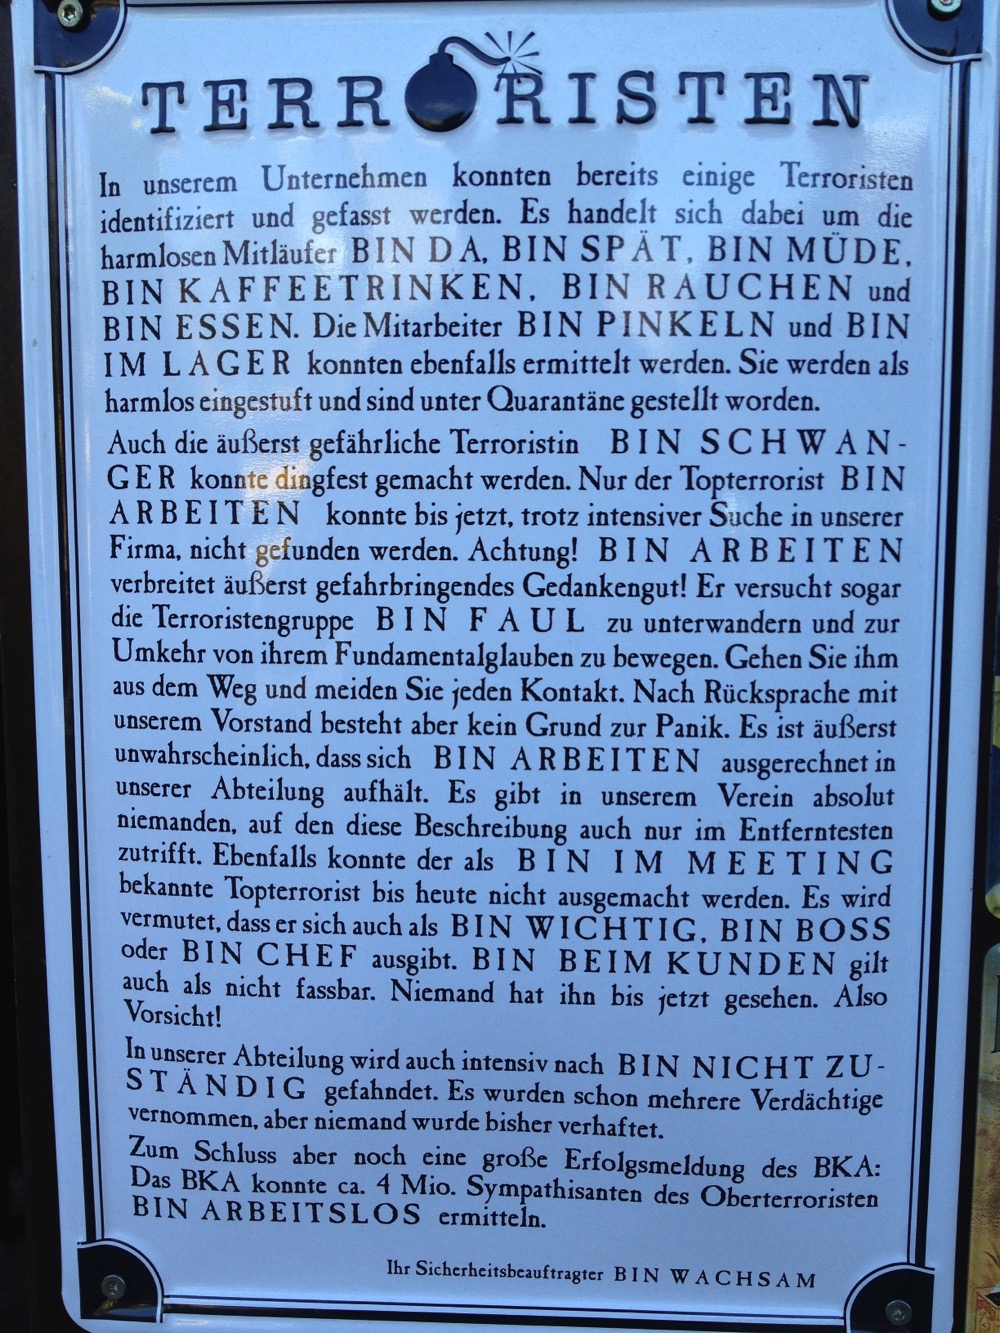 TERRORISTEN
In unserem Unternehmen konnten bereits einige Terroristen
identifiziert und gefasst werden. Es handelt sich dabei um die
harmlosen Mitläufer BIN DA, BIN SPÄT, BIN MÜDE,
BIN KAFFEETRINKEN, BIN RAUCHEN und
BIN ESSEN. Die Mitarbeiter BIN PINKELN und BIN
IM LAGER konnten ebenfalls ermittelt werden. Sie werden als
harmlos eingestuft und sind unter Quarantäne gestellt worden.
Auch die äußerst gefährliche Terroristin BIN SCHWAN-
GER konnte dingfest gemacht werden. Nur der Topterrorist BIN
ARBEITEN konnte bis jetzt, trotz intensiver Suche in unserer
Firma, nicht gefunden werden. Achtung! BIN ARBEITEN
verbreitet äußerst gefahrbringendes Gedankengut! Er versucht sogar
die Terroristengruppe BIN FAUL zu unterwandern und zur
Umkehr von ihrem Fundamentalglauben zu bewegen. Gehen Sie ihm
aus dem Weg und meiden Sie jeden Kontakt. Nach Rücksprache mit
unserem Vorstand besteht aber kein Grund zur Panik. Es ist äußerst
unwahrscheinlich, dass sich BIN ARBEITEN ausgerechnet in
unserer Abteilung aufhält. Es gibt in unserem Verein absolut
niemanden, auf den diese Beschreibung auch nur im Entferntesten
zutrifft. Ebenfalls konnte der als BIN IM MEETING
bekannte Topterrorist bis heute nicht ausgemacht werden. Es wird
vermutet, dass er sich auch als BIN WICHTIG, BIN BOSS
oder BIN CHEF ausgibt. BIN BEIM KUNDEN gilt
auch als nicht fassbar. Niemand hat ihn bis jetzt gesehen. Also
Vorsicht!
In unserer Abteilung wird auch intensiv nach BIN NICHT ZU-
STÄNDIG gefahndet. Es wurden schon mehrere Verdächtige
vernommen, aber niemand wurde bisher verhaftet.
Zum Schluss aber noch eine große Erfolgsmeldung des BKA:
Das BKA konnte ca. 4 Mio. Sympathisanten des Oberterroristen
BIN ARBEITSLOS ermitteln.
Ihr Sicherheitsbeauftragter BIN WACHSAM